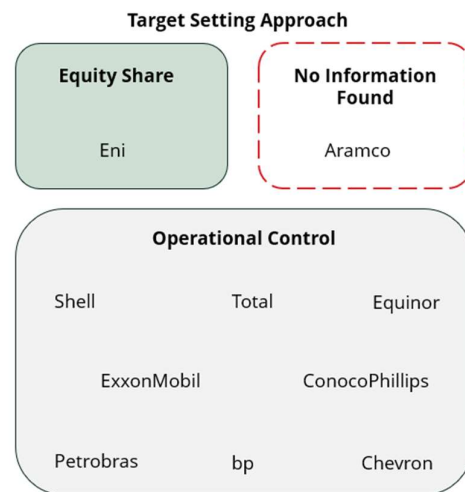 Target Setting Approach
Equity Share
Eni
No Information
Found
Aramco
Operational Control
Shell Total Equinor
ExxonMobil ConocoPhillips
Petrobras bp Chevron